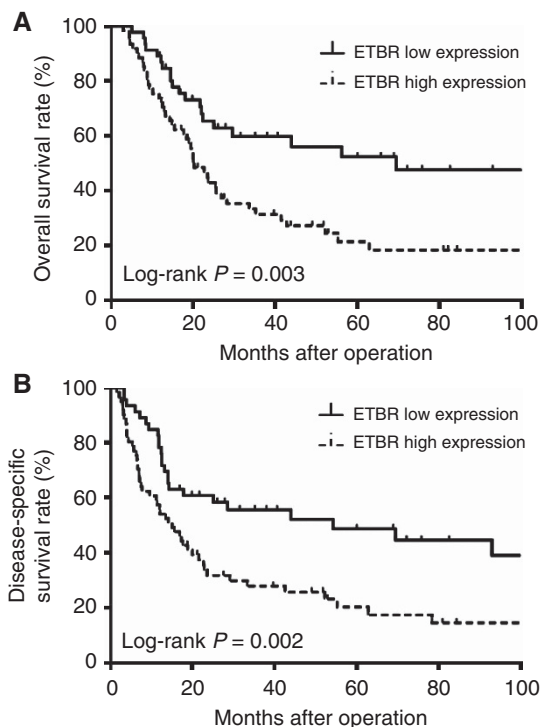 A
Overall survival rate (%)
100
80
60
40
20
0
ETBR low expression
ETBR high expression
Log-rank P = 0.003
0 20 40 60 80 100
Months after operation
B
Disease-specific
survival rate (%)
100
80
60
40
20
0
ETBR low expression
ETBR high expression
Log-rank P = 0.002
0 20 40 60 80 100
Months after operation